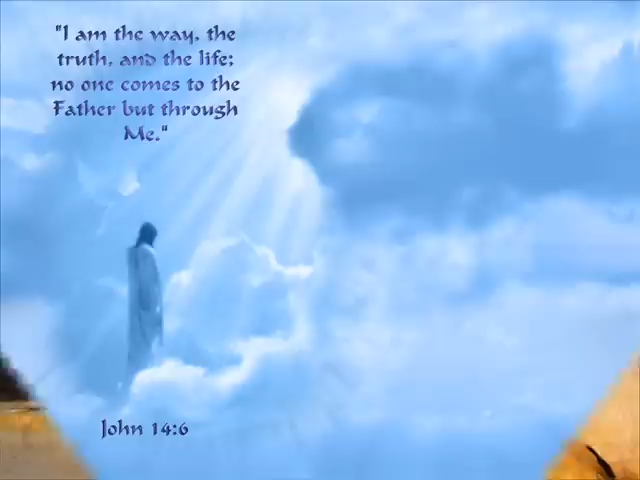 "I am the way, the
truth, and the life;
no one comes to the
Father but through
Me."
John 14:6